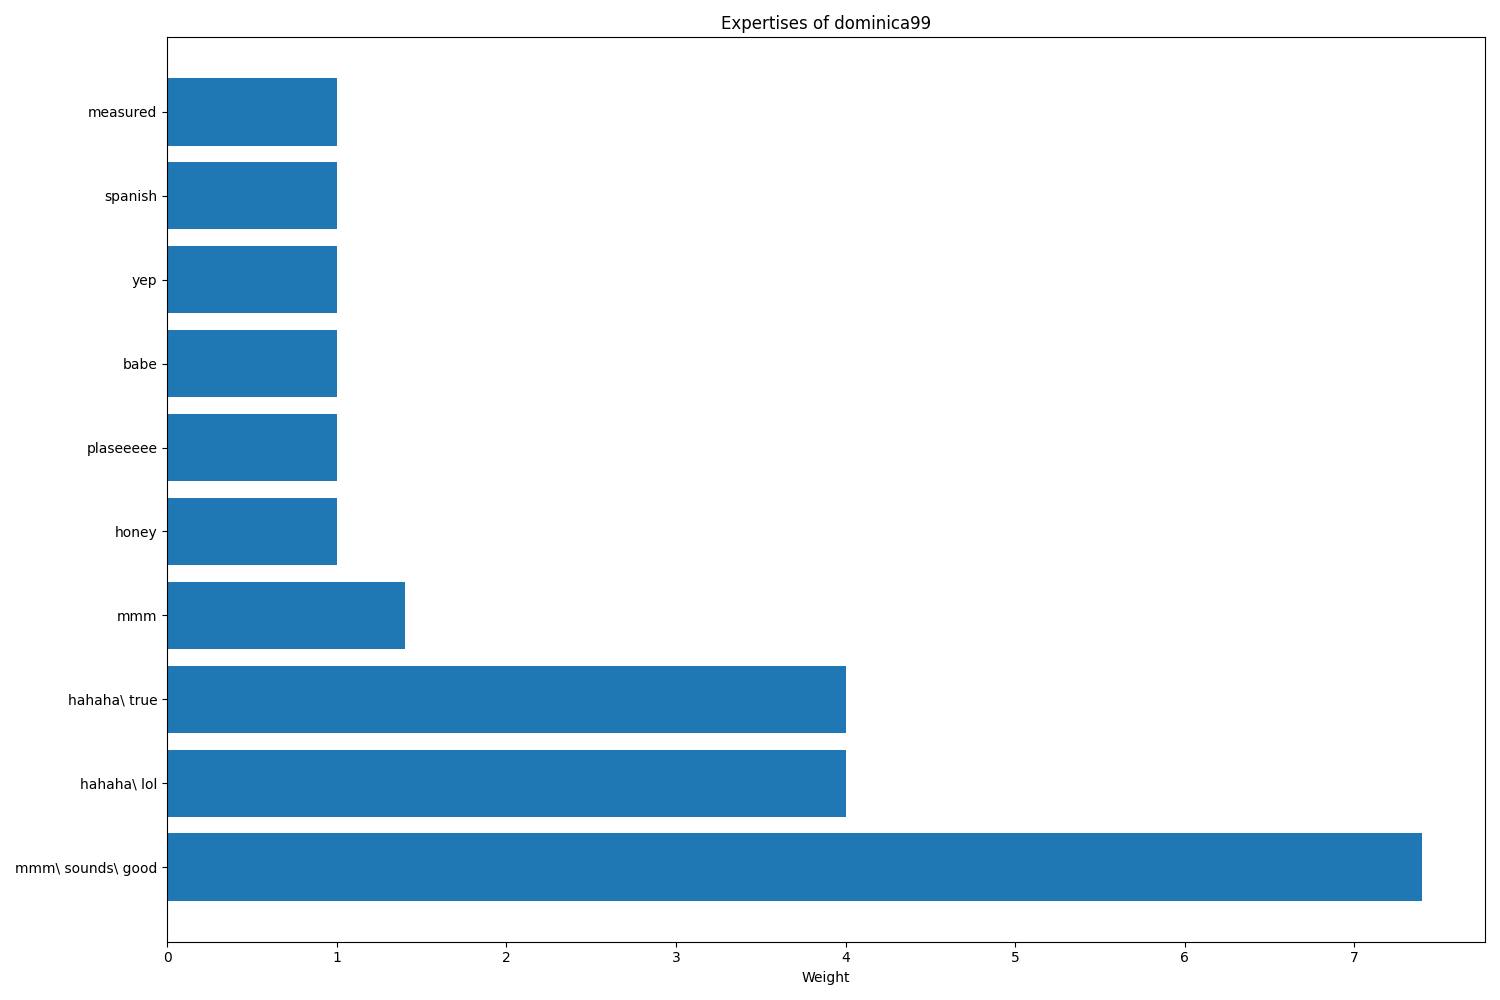 Expertises of dominica99
measured
spanish
yep
babe
plaseeeee
honey
mmm
hahaha\ true
hahaha\ lol
mmm\ sounds\ good
0 1 2 3 4 5 6 7
Weight